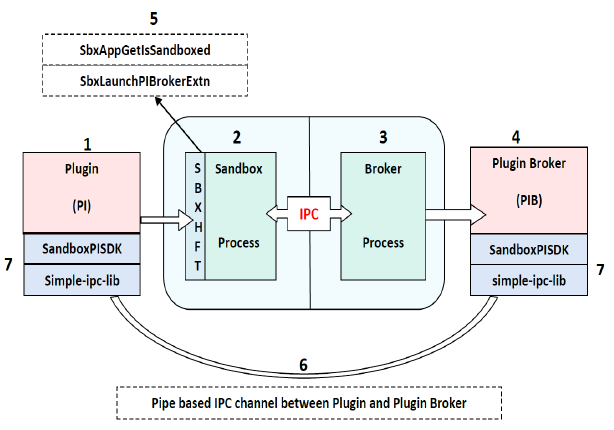 5
SbxAppGetIsSandboxed
SbxLaunchPIBrokerExtn
1
2
3
4
Plugin
(PI)
SandboxPISDK
Simple-ipc-lib
7
S
B
X
H
F
T
Sandbox
Process
IPC
Broker
Process
Plugin Broker
(PIB)
SandboxPISDK
simple-ipc-lib
7
6
Pipe based IPC channel between Plugin and Plugin Broker